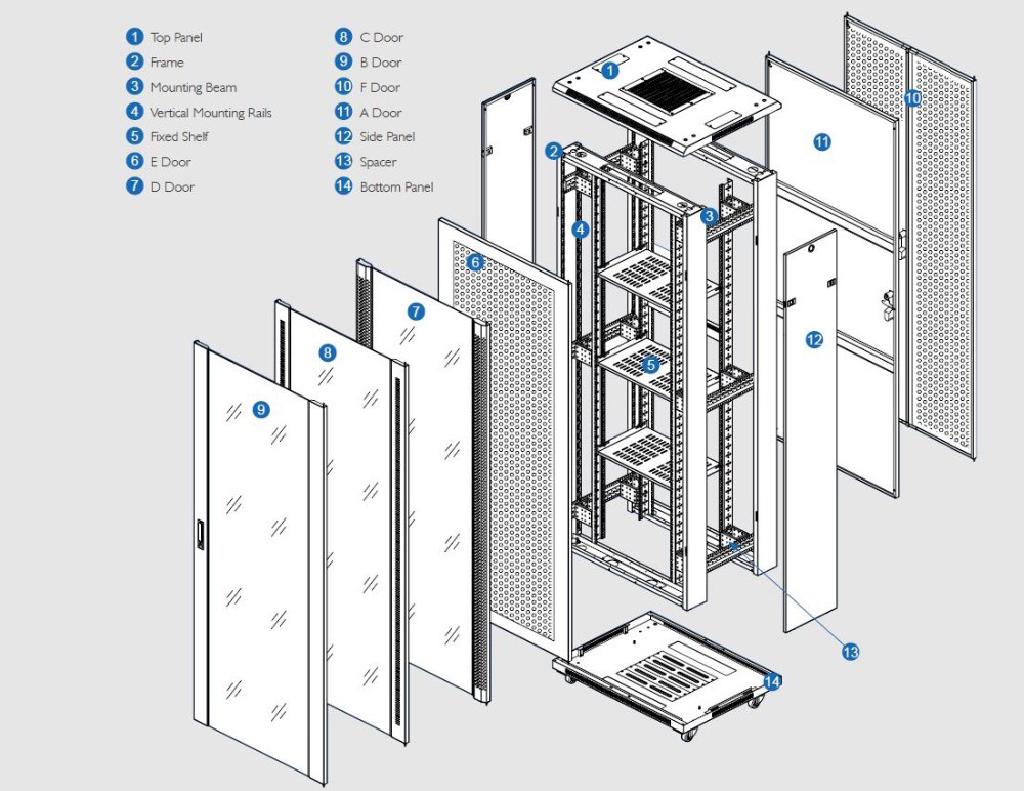 1 Top Panel
2 Frame
3 Mounting Beam
4 Vertical Mounting Rails
5 Fixed Shelf
6 E Door
7 D Door
8 C Door
9 B Door
10 F Door
11 A Door
12 Side Panel
13 Spacer
14 Bottom Panel
1
10
11
2
3
4
6
7
12
8
5
9
13
14